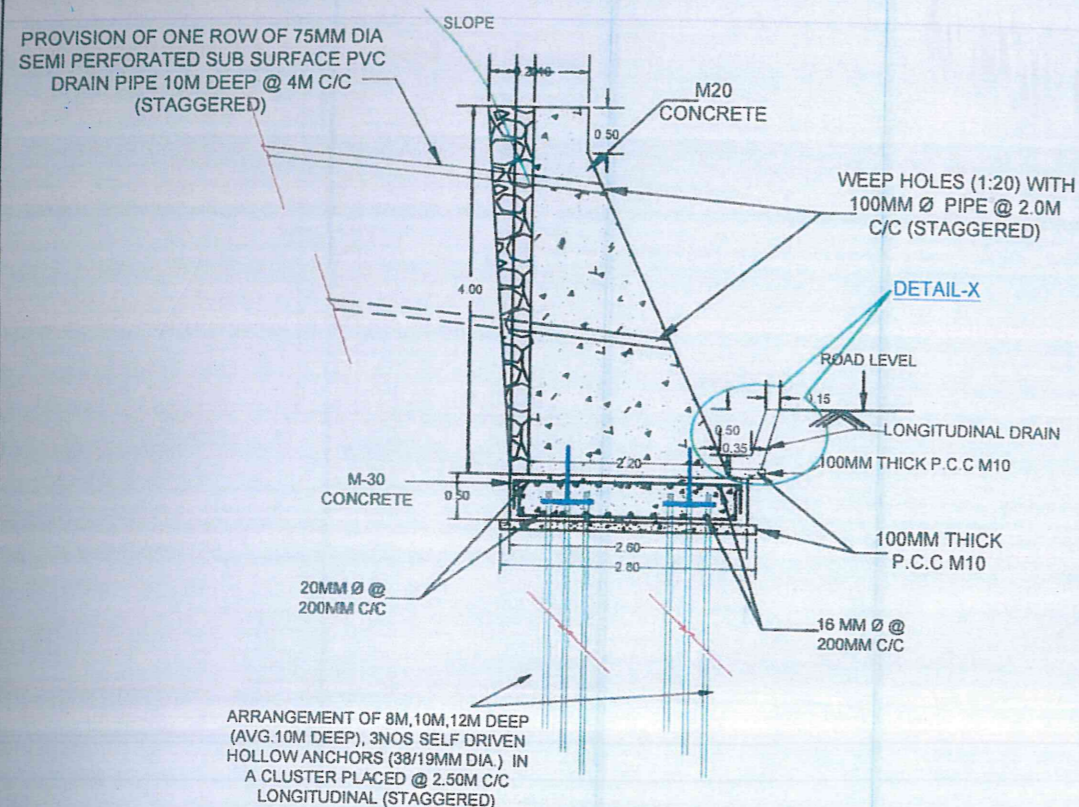 SLOPE
PROVISION OF ONE ROW OF 75MM DIA
SEMI PERFORATED SUB SURFACE PVC
DRAIN PIPE 10M DEEP @ 4M C/C
(STAGGERED)
M20
CONCRETE
0.50
WEEP HOLES (1:20) WITH
100MM Ø PIPE @ 2.0M
C/C (STAGGERED)
4.00
DETAIL-X
ROAD LEVEL
0.15
0.50
LONGITUDINAL DRAIN
0.35
100MM THICK P.C.C M10
2.20
M-30
CONCRETE
0.50
100MM THICK
P.C.C M10
2.60
2.80
20MM Ø @
200MM C/C
16 MM Ø @
200MM C/C
ARRANGEMENT OF 8M,10M,12M DEEP
(AVG.10M DEEP), 3NOS SELF DRIVEN
HOLLOW ANCHORS (38/19MM DIA.) IN
A CLUSTER PLACED @ 2.50M C/C
LONGITUDINAL (STAGGERED)